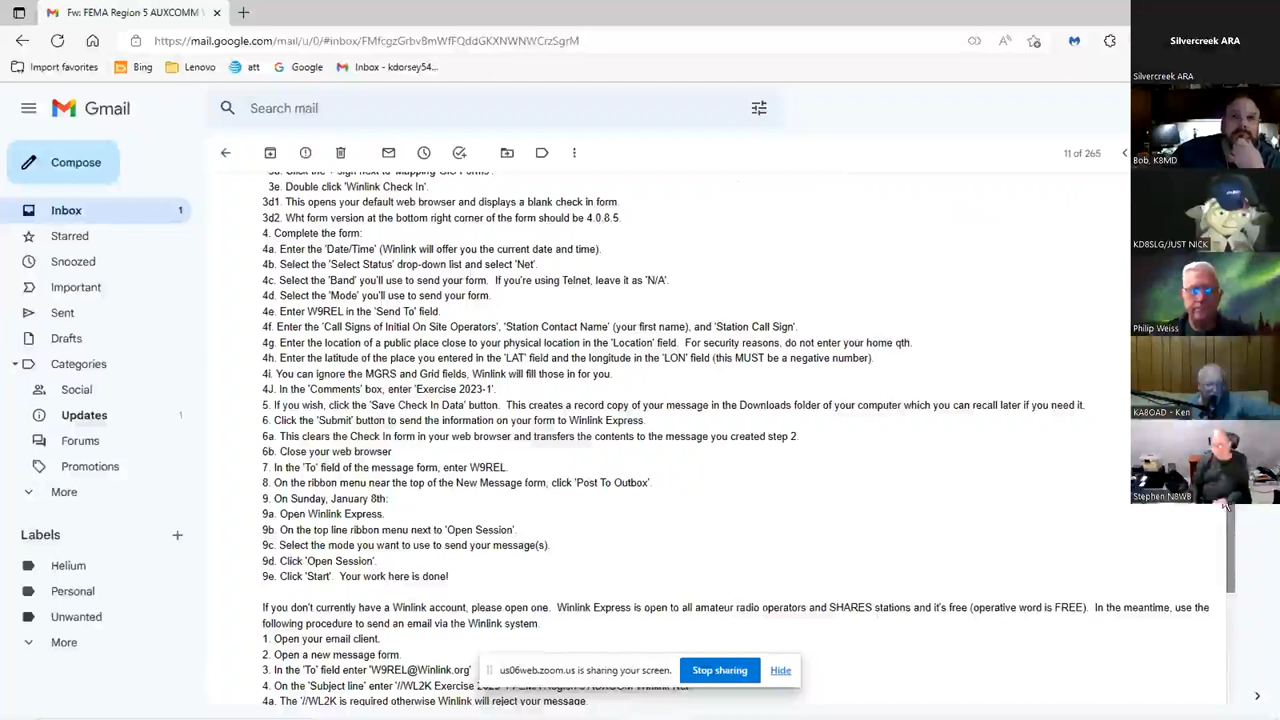 Fw: FEMA Region 5 AUXCOMM
https://mail.google.com/mail/u/0/#inbox/FMfcgzGrbvBmWfFQddGKXNWNWCrzSgrM
Import favorites
Bing
Lenovo
att
Google
Inbox - kdorsey54...
Gmail
Search mail
Compose
11 of 265
Inbox 1
Starred
Snoozed
Important
Sent
Drafts
Categories
Social
Updates 1
Forums
Promotions
More
Labels
Helium
Personal
Unwanted
More
3d. Click the + sign next to 'Mapping GIS Forms'.
3e. Double click 'Winlink Check In'.
3d1. This opens your default web browser and displays a blank check in form.
3d2. Wht form version at the bottom right corner of the form should be 4.0.8.5.
4. Complete the form:
4a. Enter the 'Date/Time' (Winlink will offer you the current date and time).
4b. Select the 'Select Status' drop-down list and select 'Net'.
4c. Select the 'Band' you'll use to send your form. If you're using Telnet, leave it as 'N/A'.
4d. Select the 'Mode' you'll use to send your form.
4e. Enter W9REL in the 'Send To' field.
4f. Enter the 'Call Signs of Initial On Site Operators', 'Station Contact Name' (your first name), and 'Station Call Sign'.
4g. Enter the location of a public place close to your physical location in the 'Location' field. For security reasons, do not enter your home qth.
4h. Enter the latitude of the place you entered in the 'LAT' field and the longitude in the 'LON' field (this MUST be a negative number).
4i. You can ignore the MGRS and Grid fields, Winlink will fill those in for you.
4J. In the 'Comments' box, enter 'Exercise 2023-1'.
5. If you wish, click the 'Save Check In Data' button. This creates a record copy of your message in the Downloads folder of your computer which you can recall later if you need it.
6. Click the 'Submit' button to send the information on your form to Winlink Express.
6a. This clears the Check In form in your web browser and transfers the contents to the message you created step 2.
6b. Close your web browser
7. In the 'To' field of the message form, enter W9REL.
8. On the ribbon menu near the top of the New Message form, click 'Post To Outbox'.
9. On Sunday, January 8th:
9a. Open Winlink Express.
9b. On the top line ribbon menu next to 'Open Session'.
9c. Select the mode you want to use to send your message(s).
9d. Click 'Open Session'.
9e. Click 'Start'. Your work here is done!
If you don't currently have a Winlink account, please open one. Winlink Express is open to all amateur radio operators and SHARES stations and it's free (operative word is FREE). In the meantime, use the
following procedure to send an email via the Winlink system.
1. Open your email client.
2. Open a new message form.
3. In the 'To' field enter 'W9REL@Winlink.org'
4. On the 'Subject line' enter '//WL2K Exercise
4a. The '//WL2K is required otherwise Winlink will reject your message.
us06web.zoom.us is sharing your screen.
Stop sharing
Hide
Silvercreek ARA
Silvercreek ARA
Bob, K8MD
KD8SLG/JUST NICK
Philip Weiss
KA8OAD - Ken
Stephen N8WB